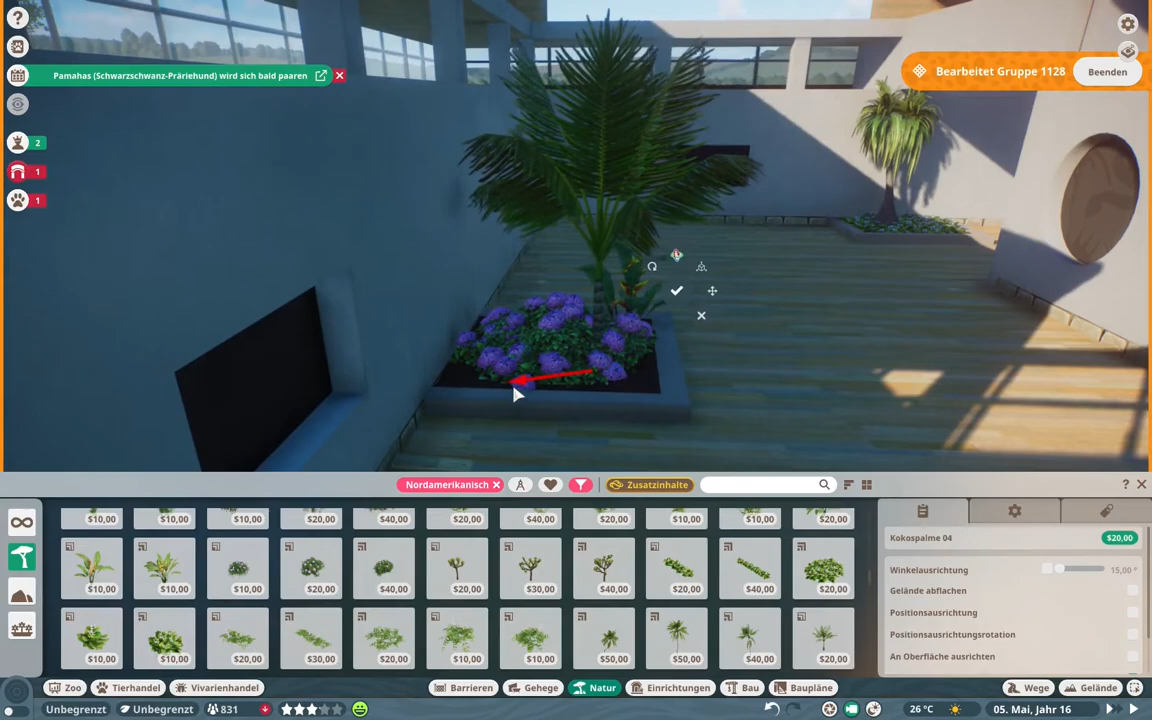 ?
Pamahas (Schwarzschwanz-Präriehund) wird sich bald paaren
Bearbeitet Gruppe 1128
Beenden
2
1
1
Nordamerikanisch
Zusatzinhalte
?
$10,00 $10,00 $10,00 $20,00 $40,00 $20,00 $40,00 $20,00 $10,00 $10,00 $20,00
$10,00 $10,00 $10,00 $20,00 $40,00 $20,00 $30,00 $40,00 $20,00 $40,00 $20,00
$10,00 $10,00 $20,00 $30,00 $20,00 $10,00 $10,00 $50,00 $50,00 $40,00 $20,00
Kokospalme 04 $20,00
Winkelausrichtung 15,00 °
Gelände abflachen
Positionsausrichtung
Positionsausrichtungsrotation
An Oberfläche ausrichten
Zoo Tierhandel Vivarienhandel Barrieren Gehege Natur Einrichtungen Bau Baupläne Wege Gelände
Unbegrenzt Unbegrenzt 831 26 °C 05. Mai, Jahr 16